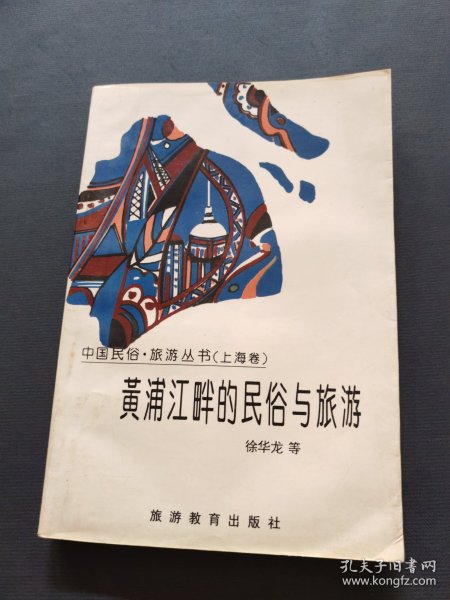 中国民俗·旅游丛书(上海卷)
黄浦江畔的民俗与旅游
徐华龙 等
旅游教育出版社
孔夫子旧书网
www.kongfz.com